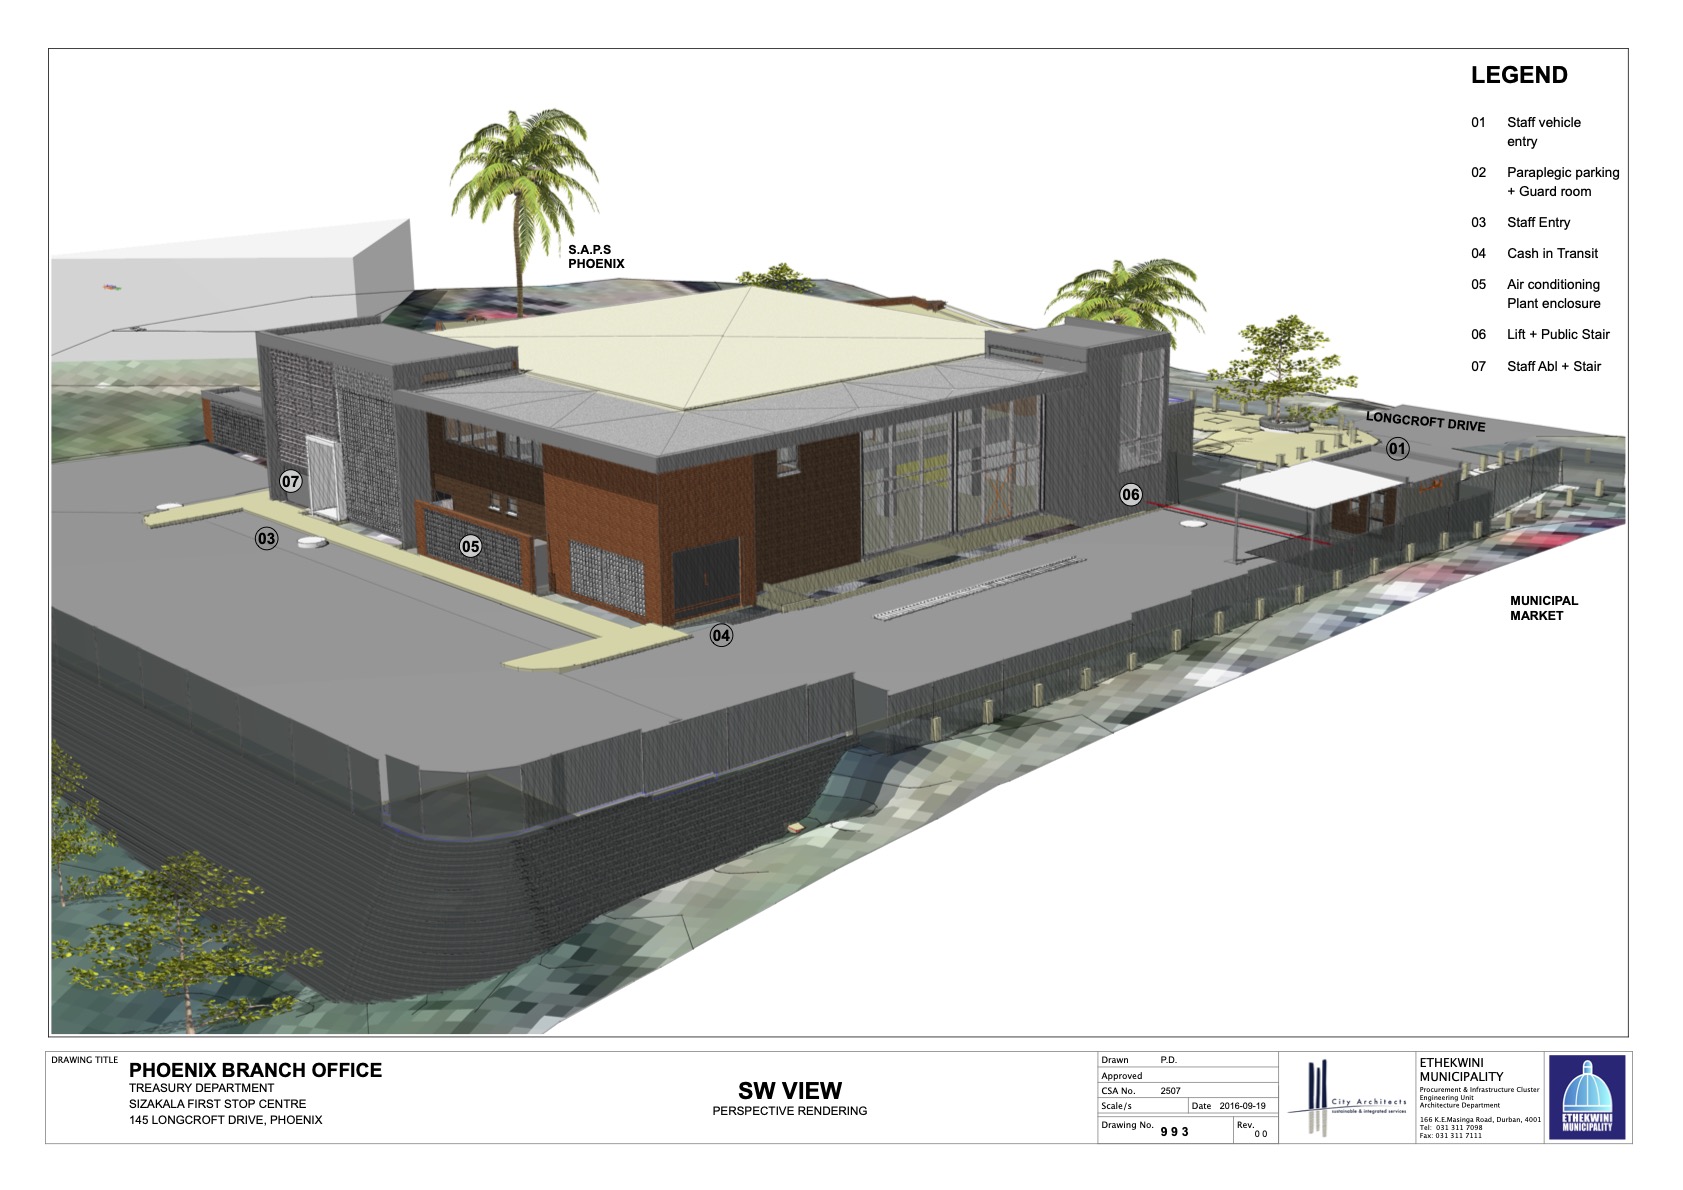 LEGEND
01 Staff vehicle
entry
02 Paraplegic parking
+ Guard room
03 Staff Entry
04 Cash in Transit
05 Air conditioning
Plant enclosure
06 Lift + Public Stair
07 Staff Abl + Stair
S.A.P.S
PHOENIX
LONGCROFT DRIVE
01
07
06
03
05
04
MUNICIPAL
MARKET
DRAWING TITLE
PHOENIX BRANCH OFFICE
TREASURY DEPARTMENT
SIZAKALA FIRST STOP CENTRE
145 LONGCROFT DRIVE, PHOENIX
SW VIEW
PERSPECTIVE RENDERING
Drawn P.D.
Approved
CSA No. 2507
Scale/s Date 2016-09-19
Drawing No. 993 Rev. 00
City Architects
sustainable & integrated services
ETHEKWINI
MUNICIPALITY
Procurement & Infrastructure Cluster
Engineering Unit
Architecture Department
166 K.E.Masinga Road, Durban, 4001
Tel: 031 311 7098
Fax: 031 311 7111
ETHEKWINI
MUNICIPALITY